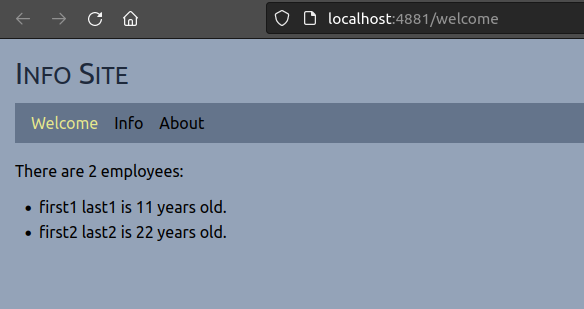 localhost:4881/welcome
Info Site
Welcome Info About
There are 2 employees:
• first1 last1 is 11 years old.
• first2 last2 is 22 years old.